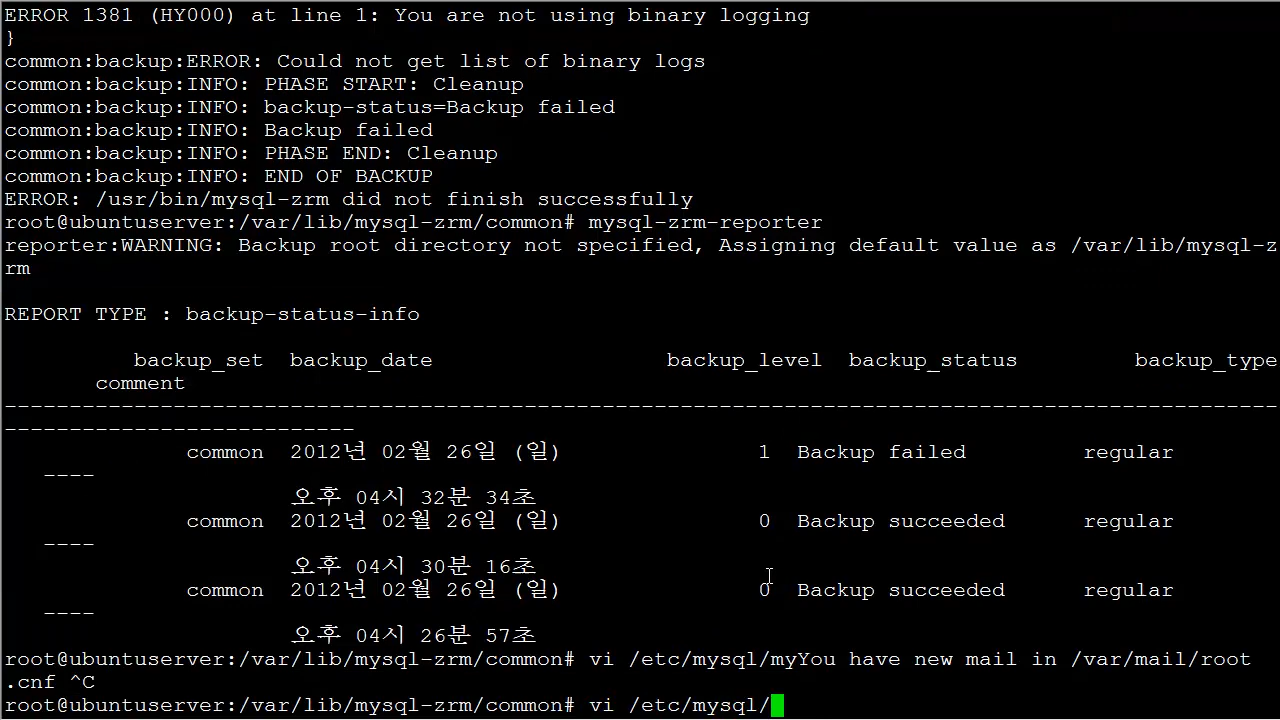 ERROR 1381 (HY000) at line 1: You are not using binary logging
}
common:backup:ERROR: Could not get list of binary logs
common:backup:INFO: PHASE START: Cleanup
common:backup:INFO: backup-status=Backup failed
common:backup:INFO: Backup failed
common:backup:INFO: PHASE END: Cleanup
common:backup:INFO: END OF BACKUP
ERROR: /usr/bin/mysql-zrm did not finish successfully
root@ubuntuserver:/var/lib/mysql-zrm/common# mysql-zrm-reporter
reporter:WARNING: Backup root directory not specified, Assigning default value as /var/lib/mysql-z
rm
REPORT TYPE : backup-status-info
backup_set backup_date backup_level backup_status backup_type
comment
--------------------------------------------------------------------------------------------------
---------------------------
common 2012년 02월 26일 (일) 1 Backup failed regular
----
오후 04시 32분 34초
common 2012년 02월 26일 (일) 0 Backup succeeded regular
----
오후 04시 30분 16초
common 2012년 02월 26일 (일) 0 Backup succeeded regular
----
오후 04시 26분 57초
root@ubuntuserver:/var/lib/mysql-zrm/common# vi /etc/mysql/myYou have new mail in /var/mail/root
.cnf ^C
root@ubuntuserver:/var/lib/mysql-zrm/common# vi /etc/mysql/